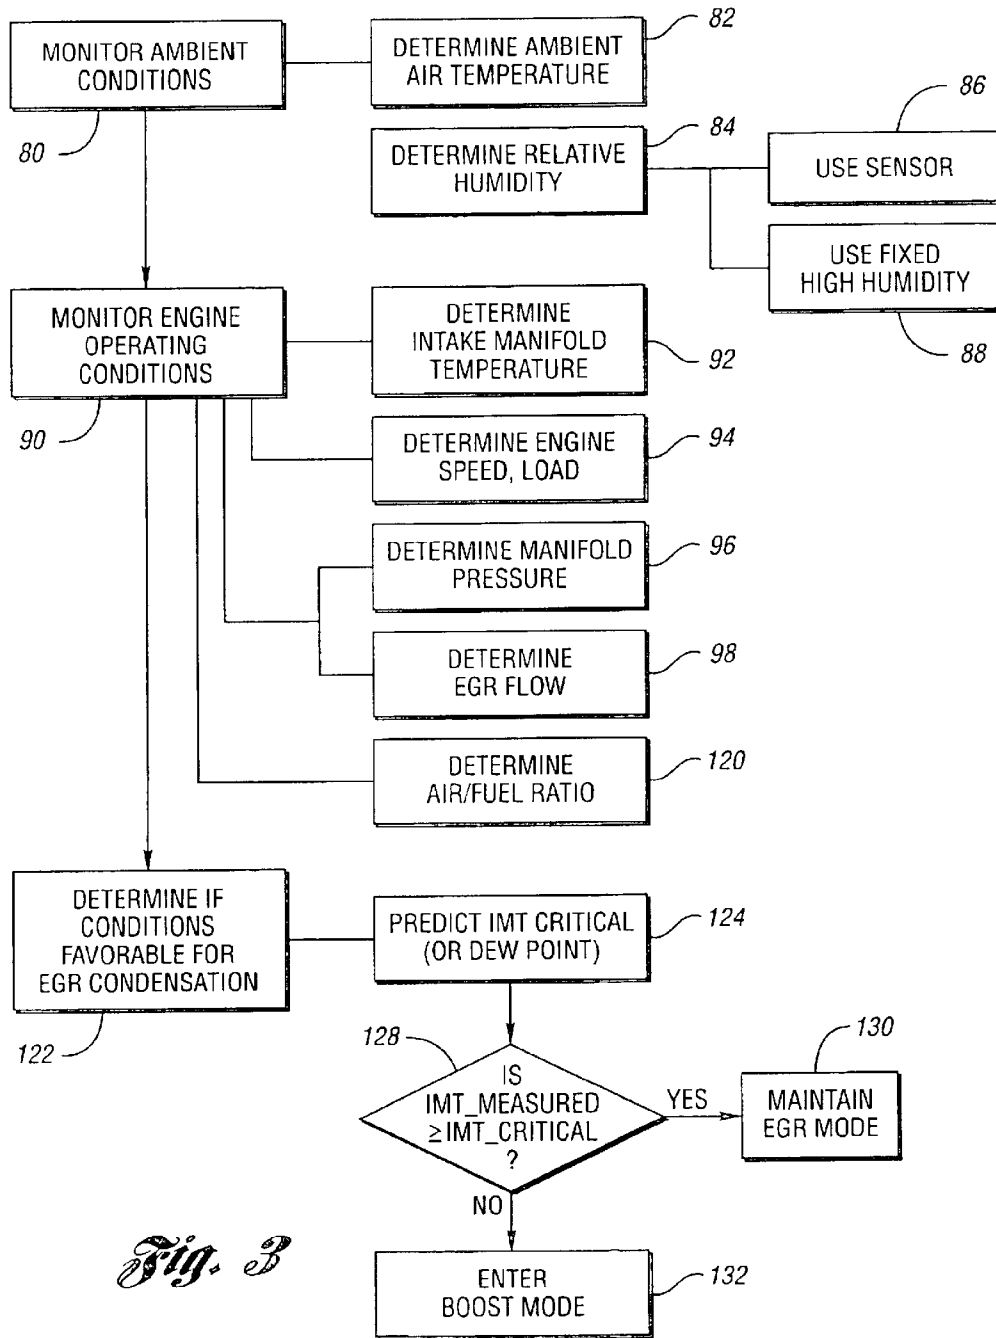 MONITOR AMBIENT
CONDITIONS
80
DETERMINE AMBIENT
AIR TEMPERATURE
82
DETERMINE RELATIVE
HUMIDITY
84
USE SENSOR
86
USE FIXED
HIGH HUMIDITY
88
MONITOR ENGINE
OPERATING
CONDITIONS
90
DETERMINE
INTAKE MANIFOLD
TEMPERATURE
92
DETERMINE ENGINE
SPEED, LOAD
94
DETERMINE MANIFOLD
PRESSURE
96
DETERMINE
EGR FLOW
98
DETERMINE
AIR/FUEL RATIO
120
DETERMINE IF
CONDITIONS
FAVORABLE FOR
EGR CONDENSATION
122
PREDICT IMT CRITICAL
(OR DEW POINT)
124
128
IS
IMT_MEASURED
≥IMT_CRITICAL
?
YES
MAINTAIN
EGR MODE
130
NO
ENTER
BOOST MODE
132
Fig. 3